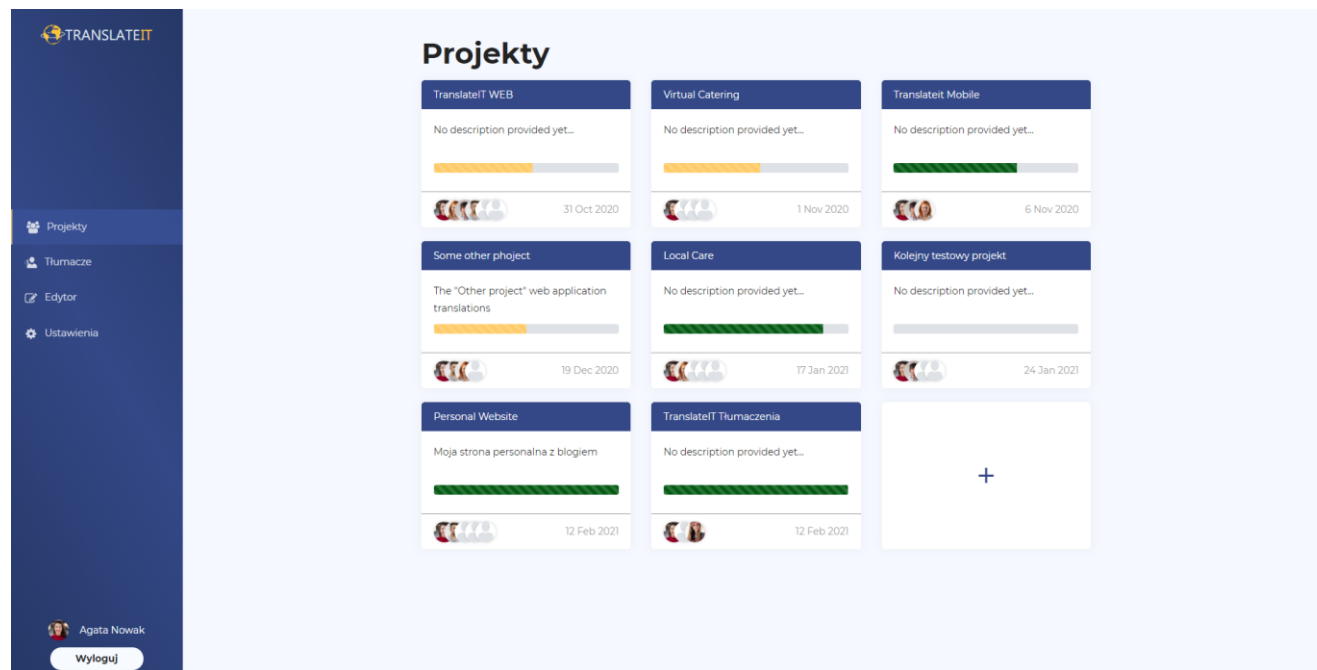 TRANSLATEIT
Projekty
Tłumacze
Edytor
Ustawienia
Agata Nowak
Wyloguj
Projekty
TranslateIT WEB
No description provided yet...
31 Oct 2020
Virtual Catering
No description provided yet...
1 Nov 2020
Translateit Mobile
No description provided yet...
6 Nov 2020
Some other phoject
The "Other project" web application
translations
19 Dec 2020
Local Care
No description provided yet...
17 Jan 2021
Kolejny testowy projekt
No description provided yet...
24 Jan 2021
Personal Website
Moja strona personalna z blogiem
12 Feb 2021
TranslateIT Tłumaczenia
No description provided yet...
12 Feb 2021
+